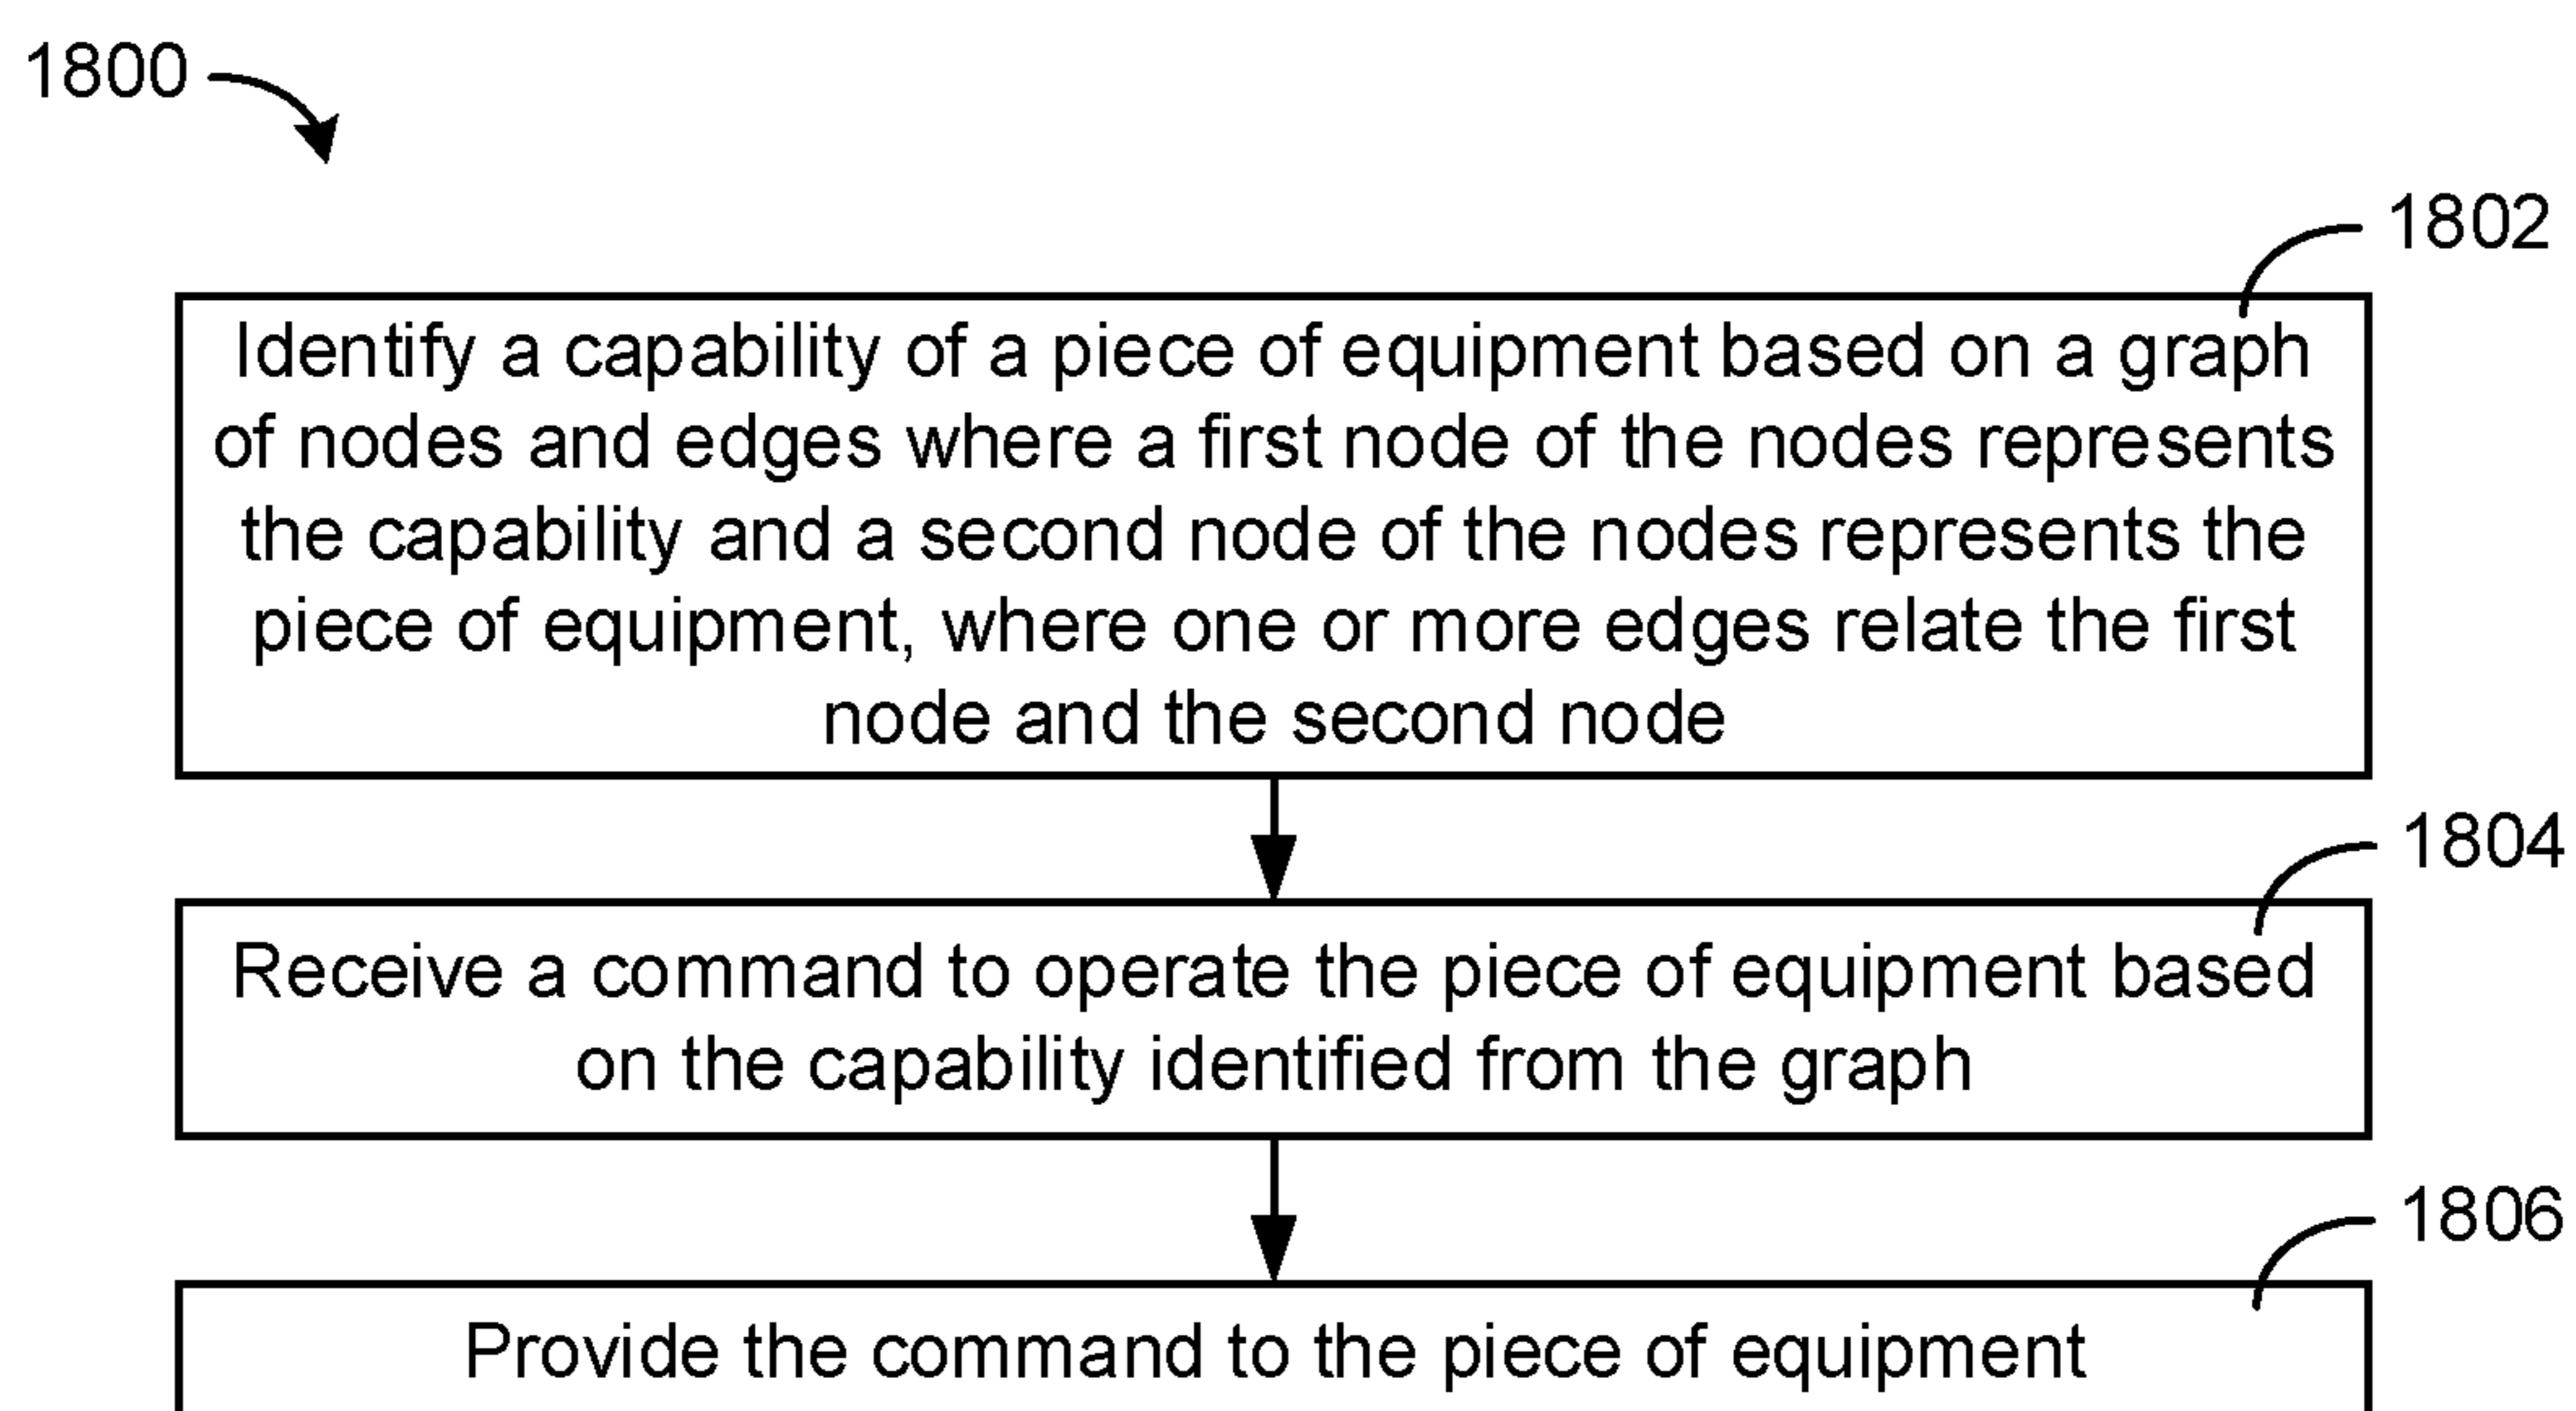 1800
1802
Identify a capability of a piece of equipment based on a graph
of nodes and edges where a first node of the nodes represents
the capability and a second node of the nodes represents the
piece of equipment, where one or more edges relate the first
node and the second node
1804
Receive a command to operate the piece of equipment based
on the capability identified from the graph
1806
Provide the command to the piece of equipment